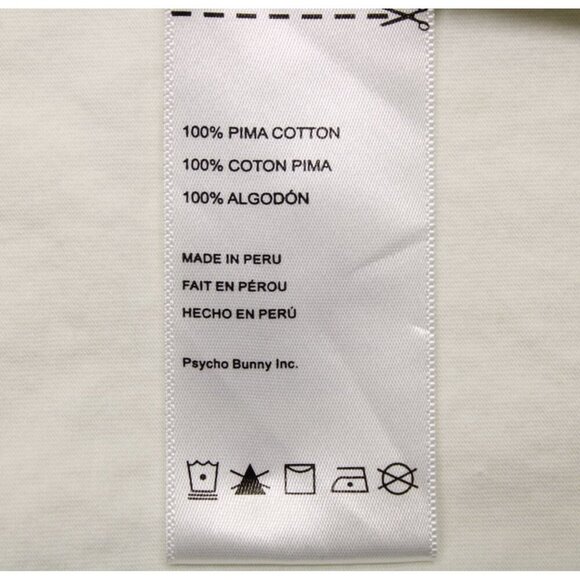 100% PIMA COTTON
100% COTON PIMA
100% ALGODÓN
MADE IN PERU
FAIT EN PÉROU
HECHO EN PERÚ
Psycho Bunny Inc.